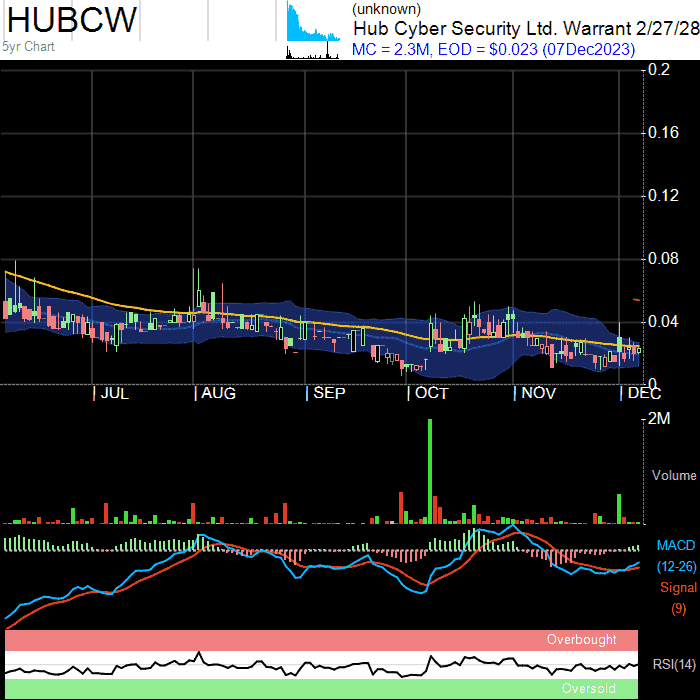 HUBCW
5yr Chart
(unknown)
Hub Cyber Security Ltd. Warrant 2/27/28
MC = 2.3M, EOD = $0.023 (07Dec2023)
0.2
0.16
0.12
0.08
0.04
0
JUL AUG SEP OCT NOV DEC
2M
Volume
MACD
(12-26)
Signal
(9)
Overbought
RSI(14)
Oversold